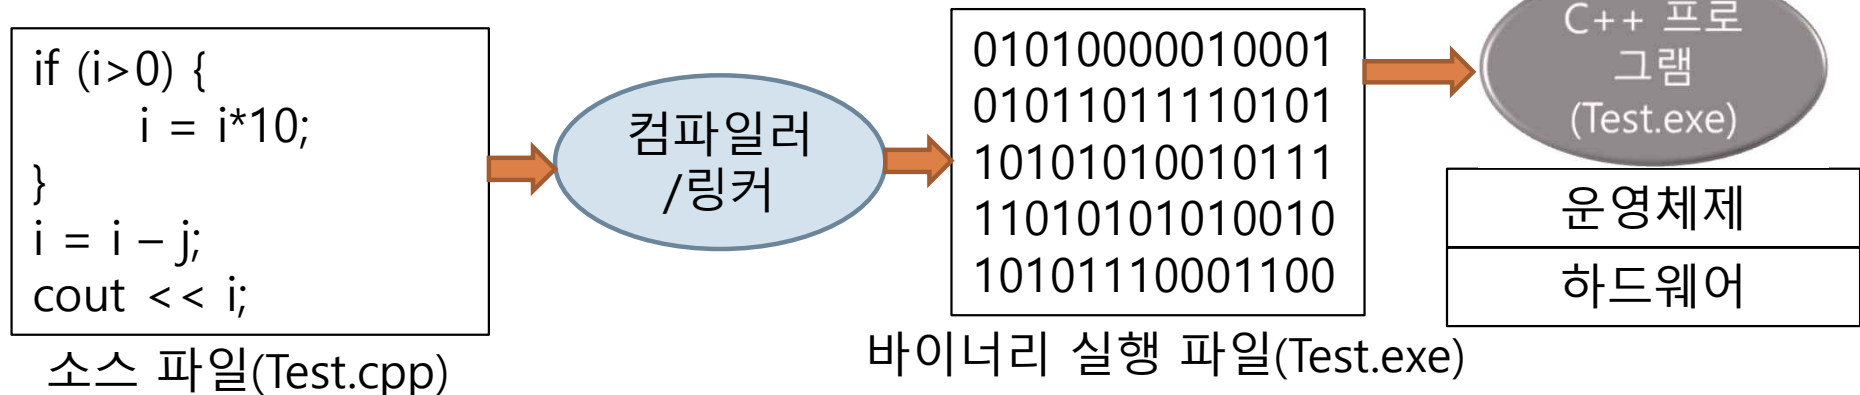 if (i>0) {
i = i*10;
}
i = i – j;
cout << i;
소스 파일(Test.cpp)
컴파일러
/링커
01010000010001
01011011110101
10101010010111
11010101010010
10101110001100
바이너리 실행 파일(Test.exe)
C++ 프로
그램
(Test.exe)
운영체제
하드웨어